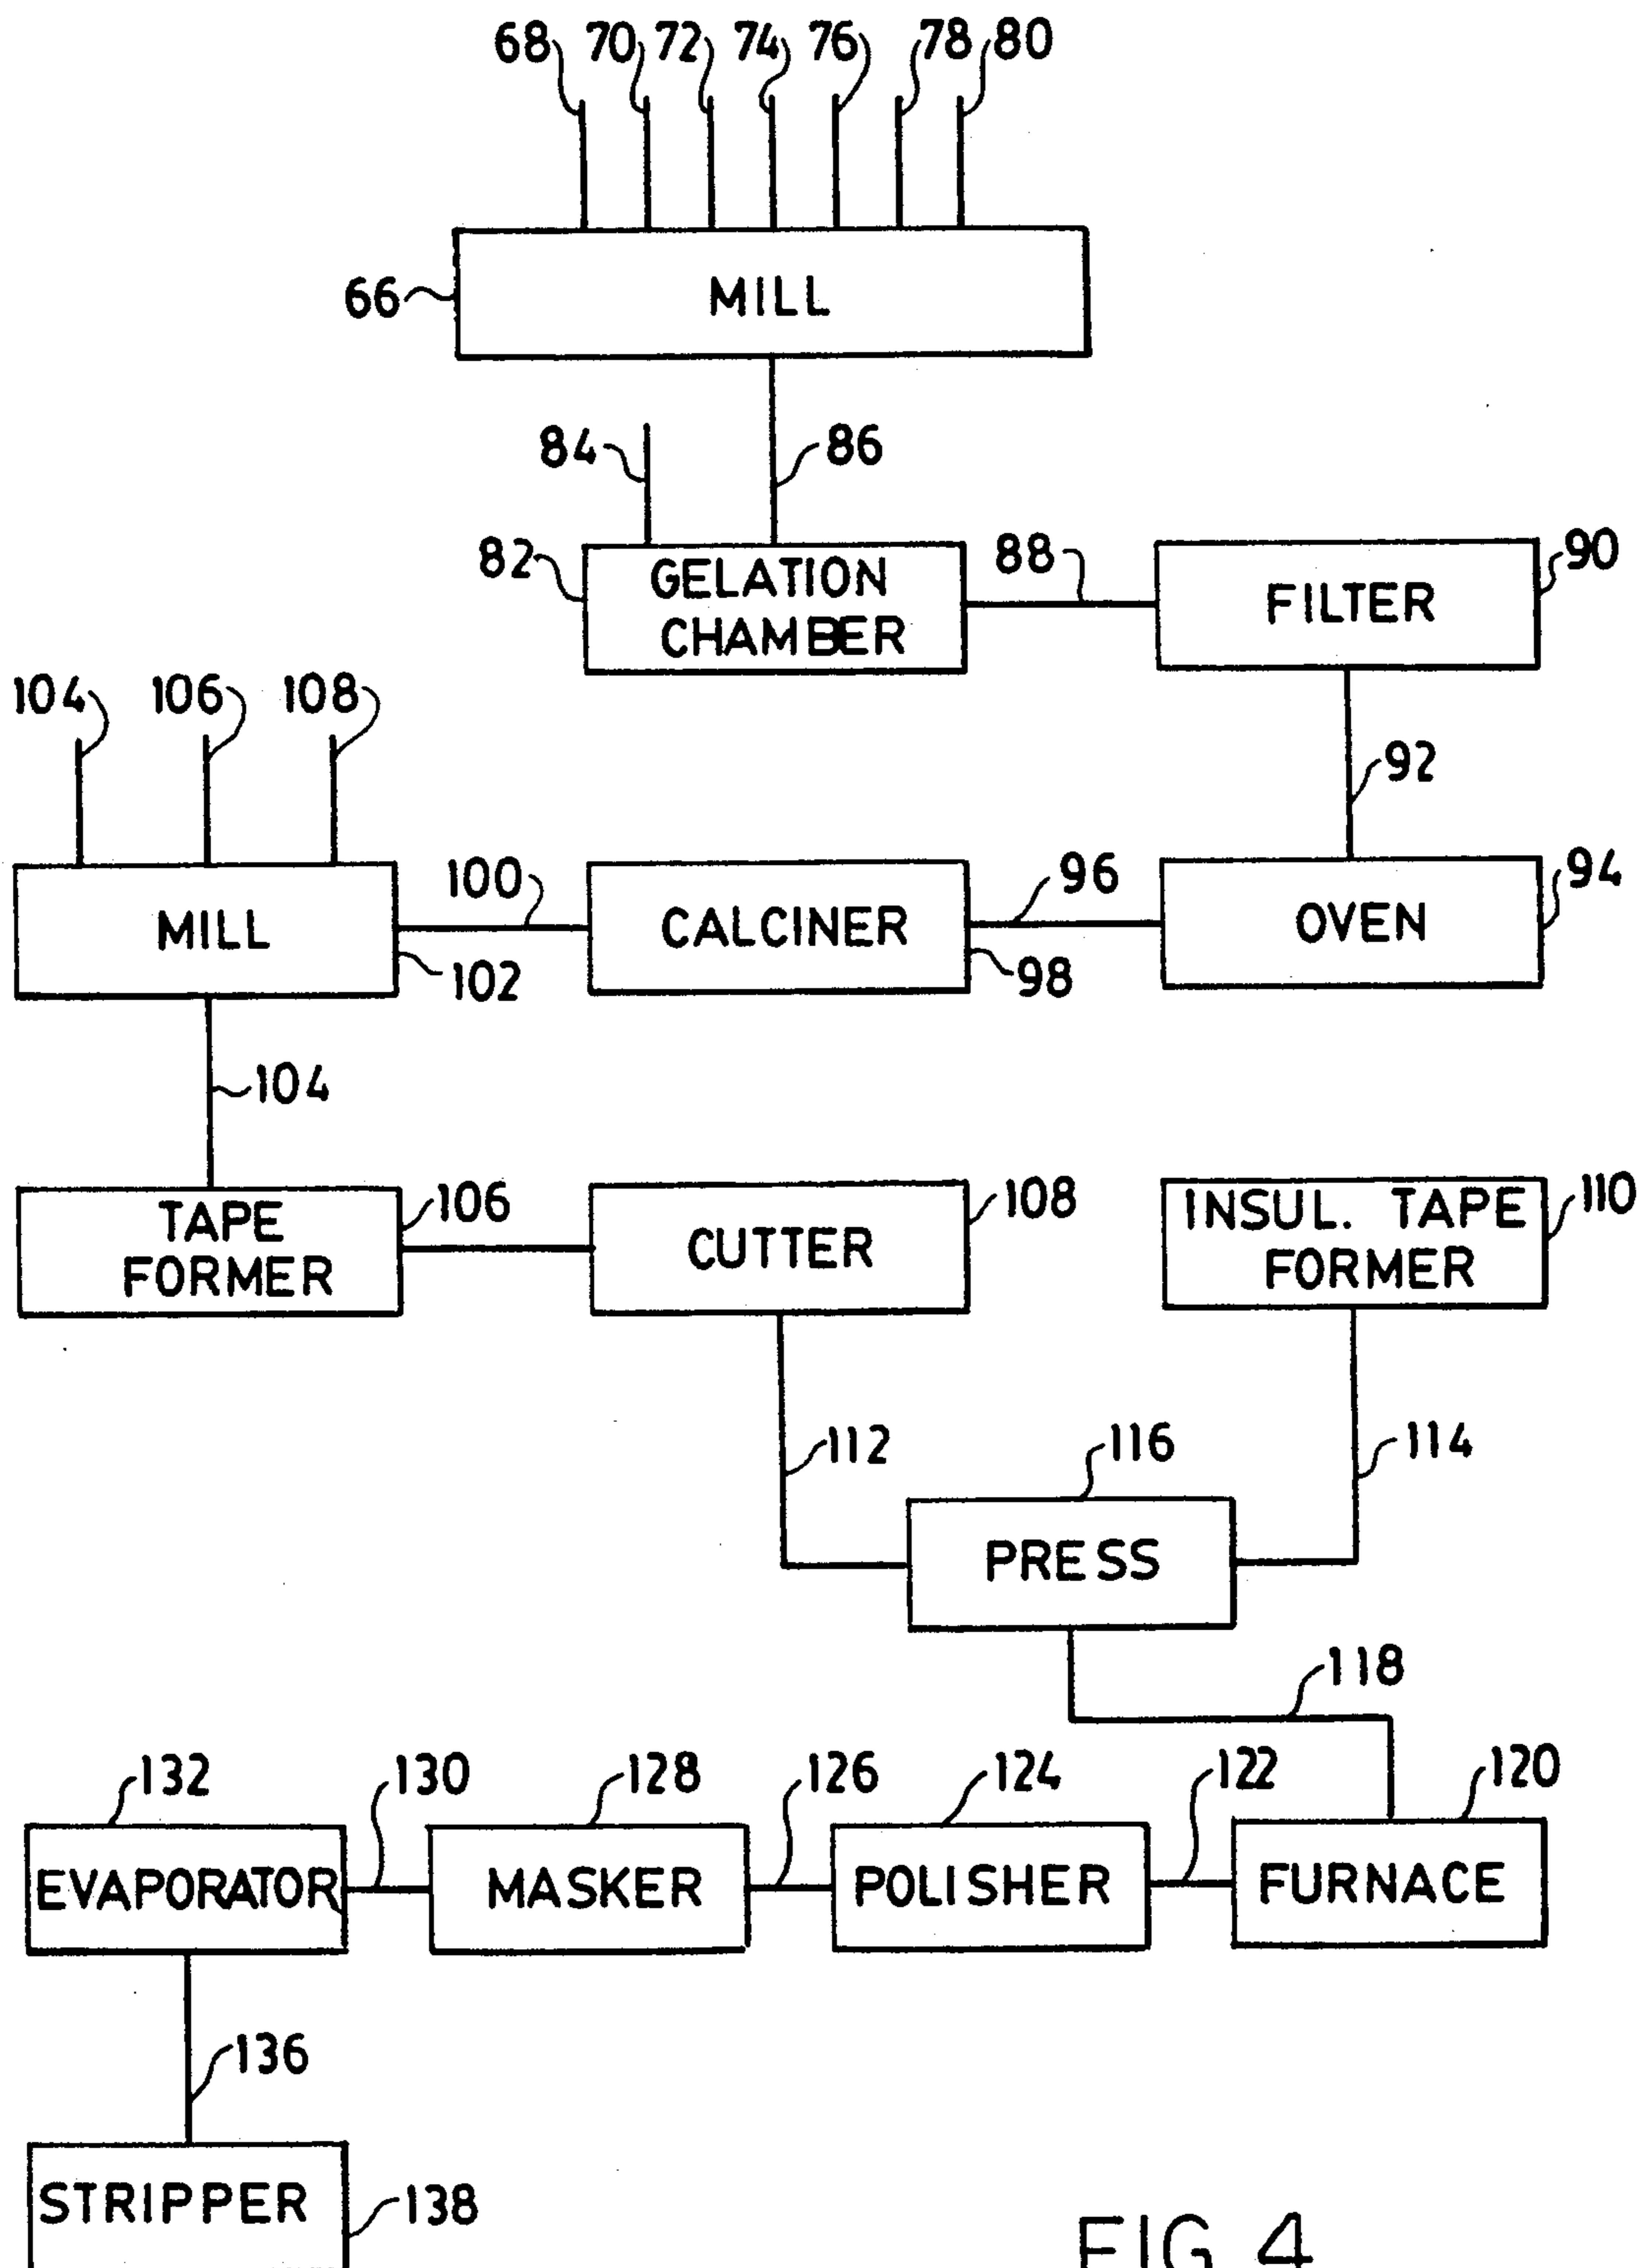 68 70 72 74 76 78 80
66 MILL
84 86
82 GELATION CHAMBER 88 FILTER 90
104 106 108
92
MILL 102 100 CALCINER 98 96 OVEN 94
104
TAPE FORMER 106 CUTTER 108 INSUL. TAPE FORMER 110
112 116 114
PRESS
118
132 130 128 126 124 122 120
EVAPORATOR MASKER POLISHER FURNACE
136
STRIPPER 138
FIG 4